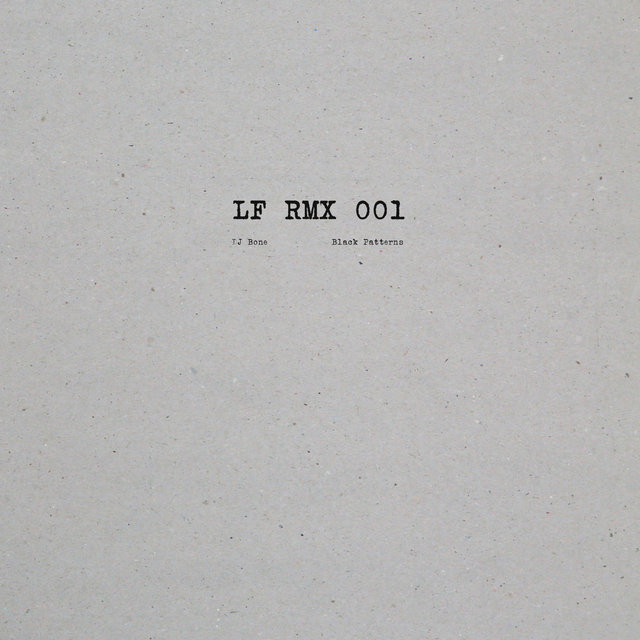 LF RMX 001
DJ Bone Black Patterns